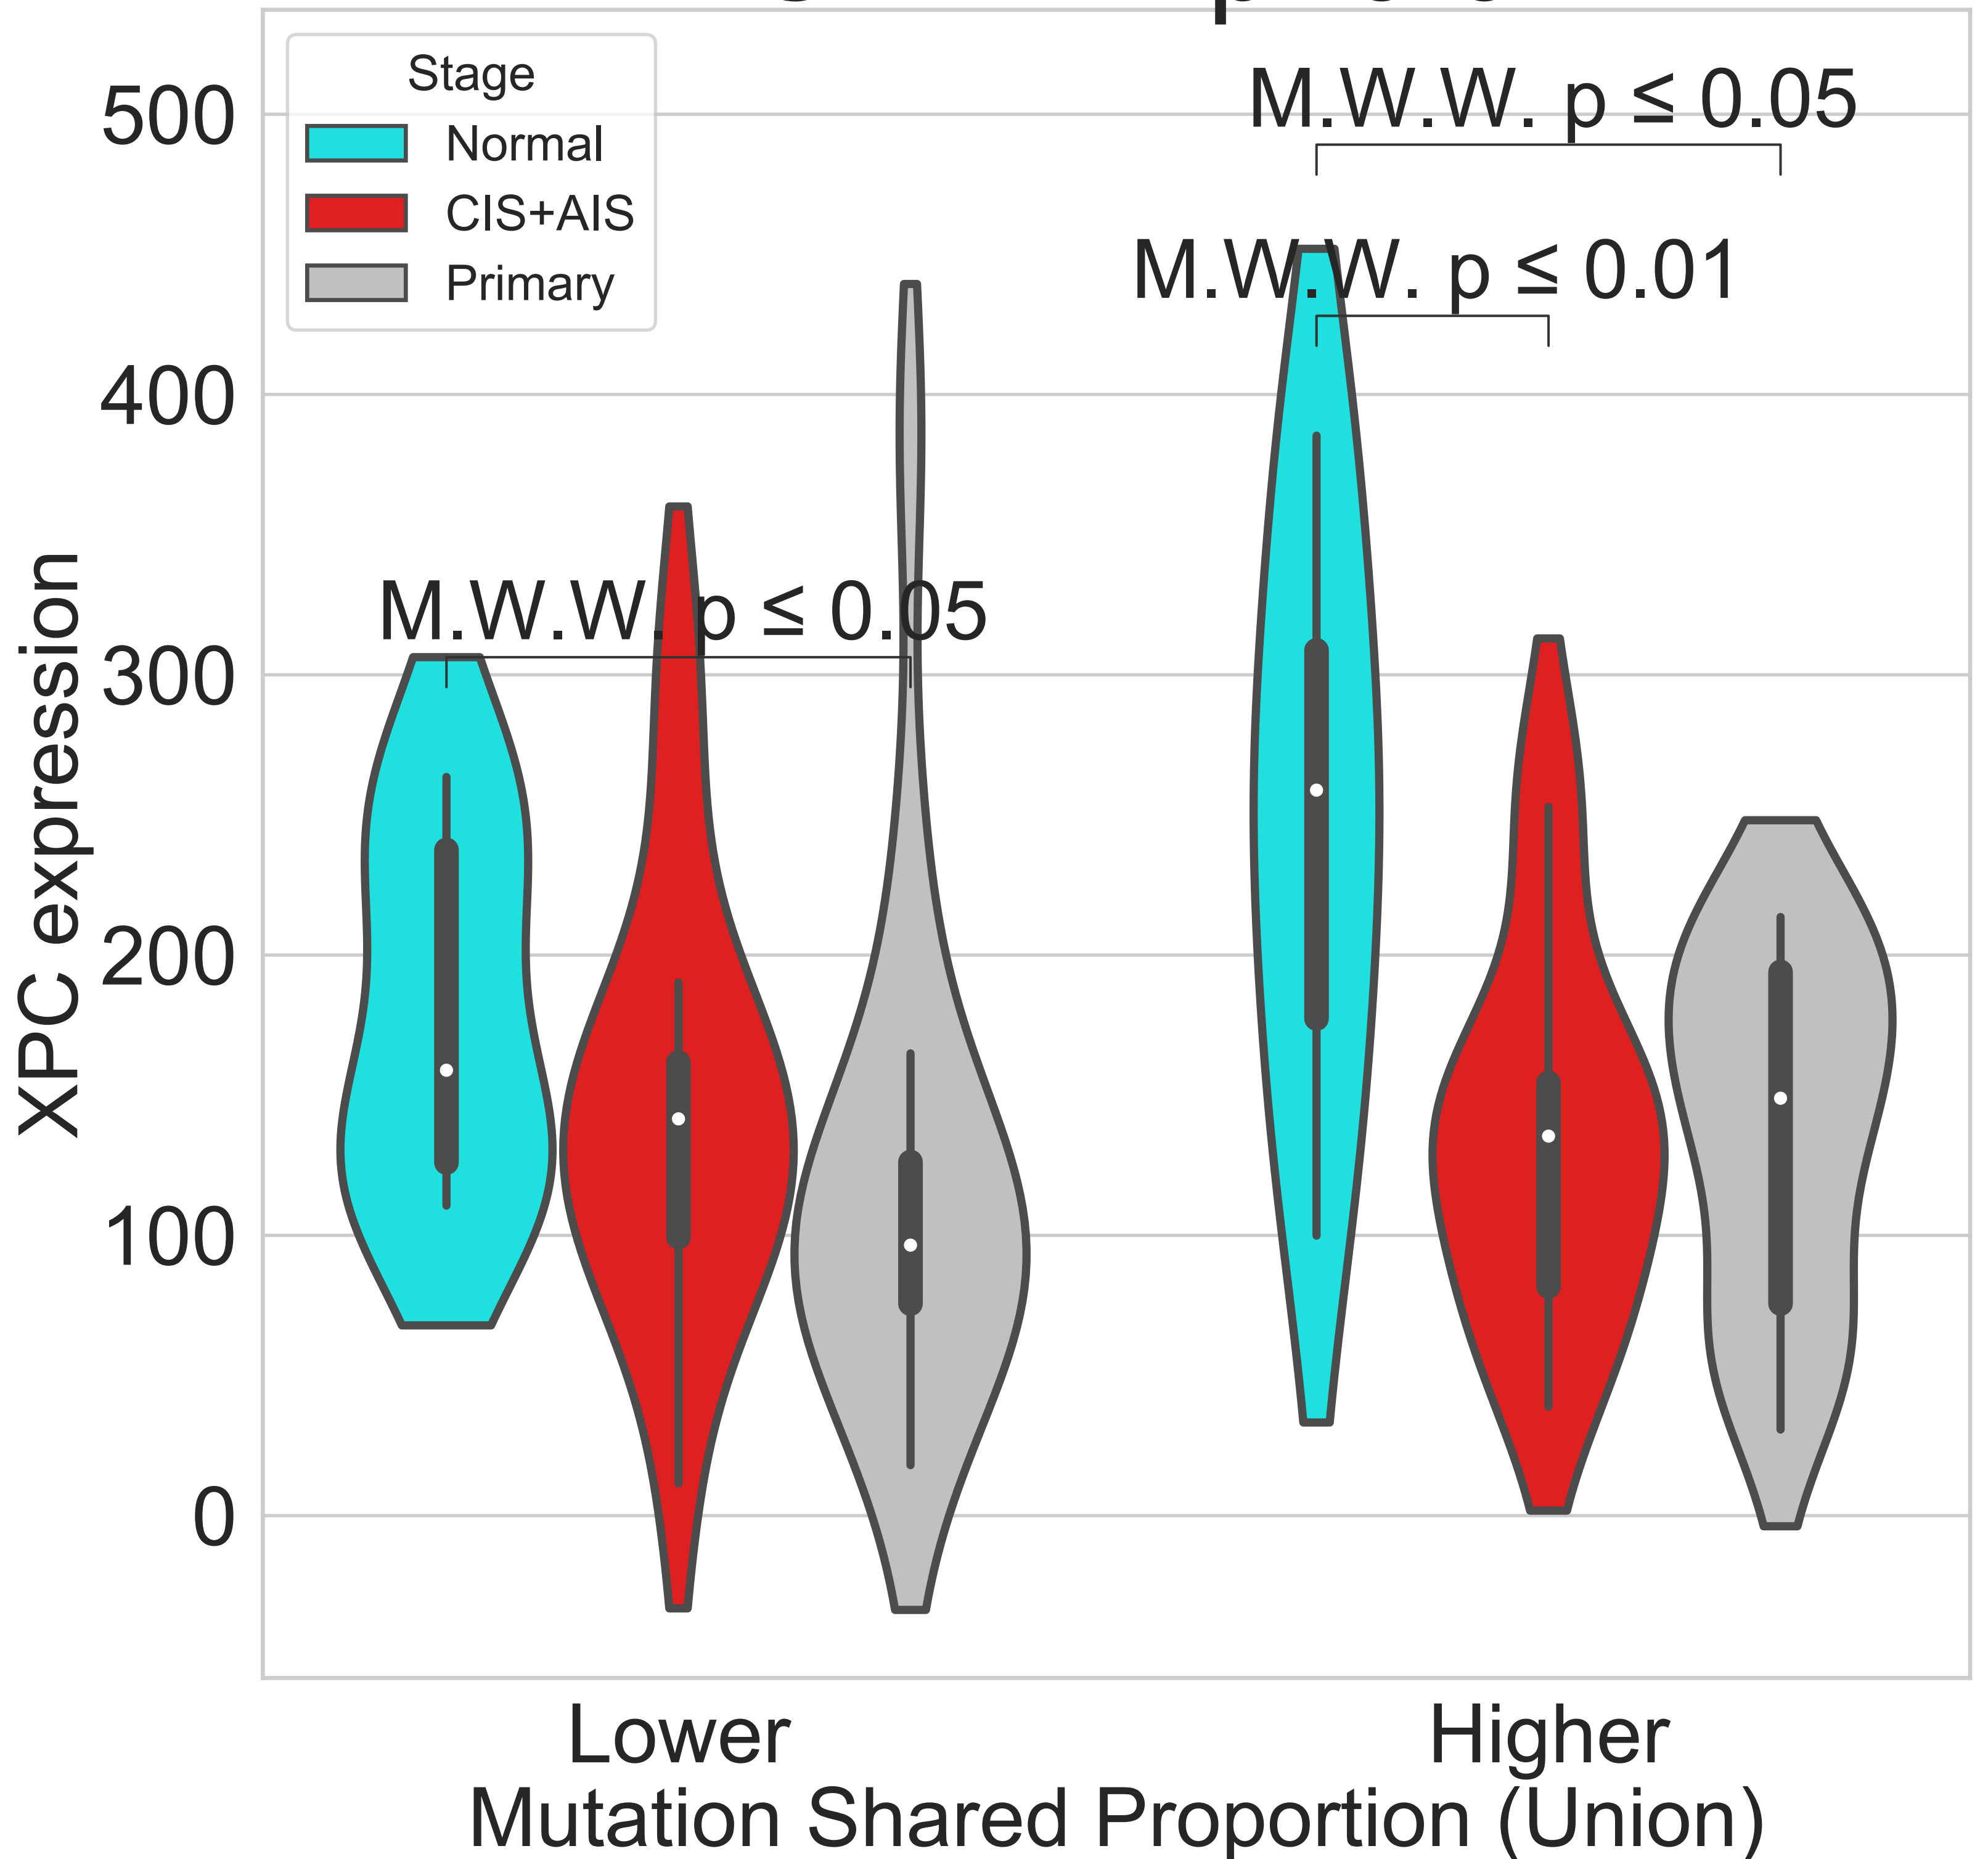 Stage
Normal
CIS+AIS
Primary
M.W.W. p ≤ 0.05
M.W.W. p ≤ 0.01
M.W.W. p ≤ 0.05
XPC expression
500
400
300
200
100
0
Lower
Higher
Mutation Shared Proportion (Union)